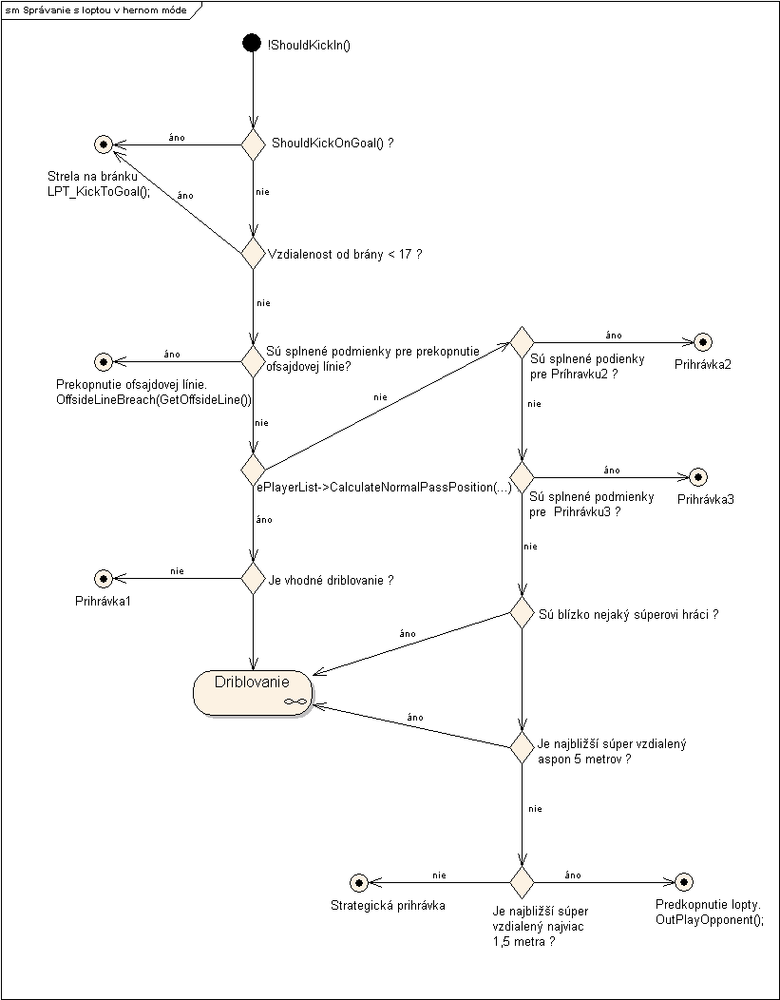 sm Správanie s loptou v hernom móde
!ShouldKickIn()
áno
ShouldKickOnGoal() ?
Strela na bránku
LPT_KickToGoal();
áno
nie
Vzdialenost od brány < 17 ?
nie
áno
Sú splnené podmienky pre prekopnutie
ofsajdovej línie?
Prekopnutie ofsajdovej línie.
OffsideLineBreach(GetOffsideLine())
nie
nie
áno
Prihrávka2
Sú splnené podienky
pre Príhravku2 ?
nie
ePlayerList->CalculateNormalPassPosition(...)
áno
Prihrávka3
Sú splnené podmienky
pre  Prihrávku3 ?
áno
nie
nie
Je vhodné driblovanie ?
Prihrávka1
Sú blízko nejaký súperovi hráci ?
áno
Driblovanie
áno
Je najbližší súper vzdialený
aspon 5 metrov ?
nie
nie
áno
Strategická prihrávka
Je najbližší súper
vzdialený najviac
1,5 metra ?
Predkopnutie lopty.
OutPlayOpponent();